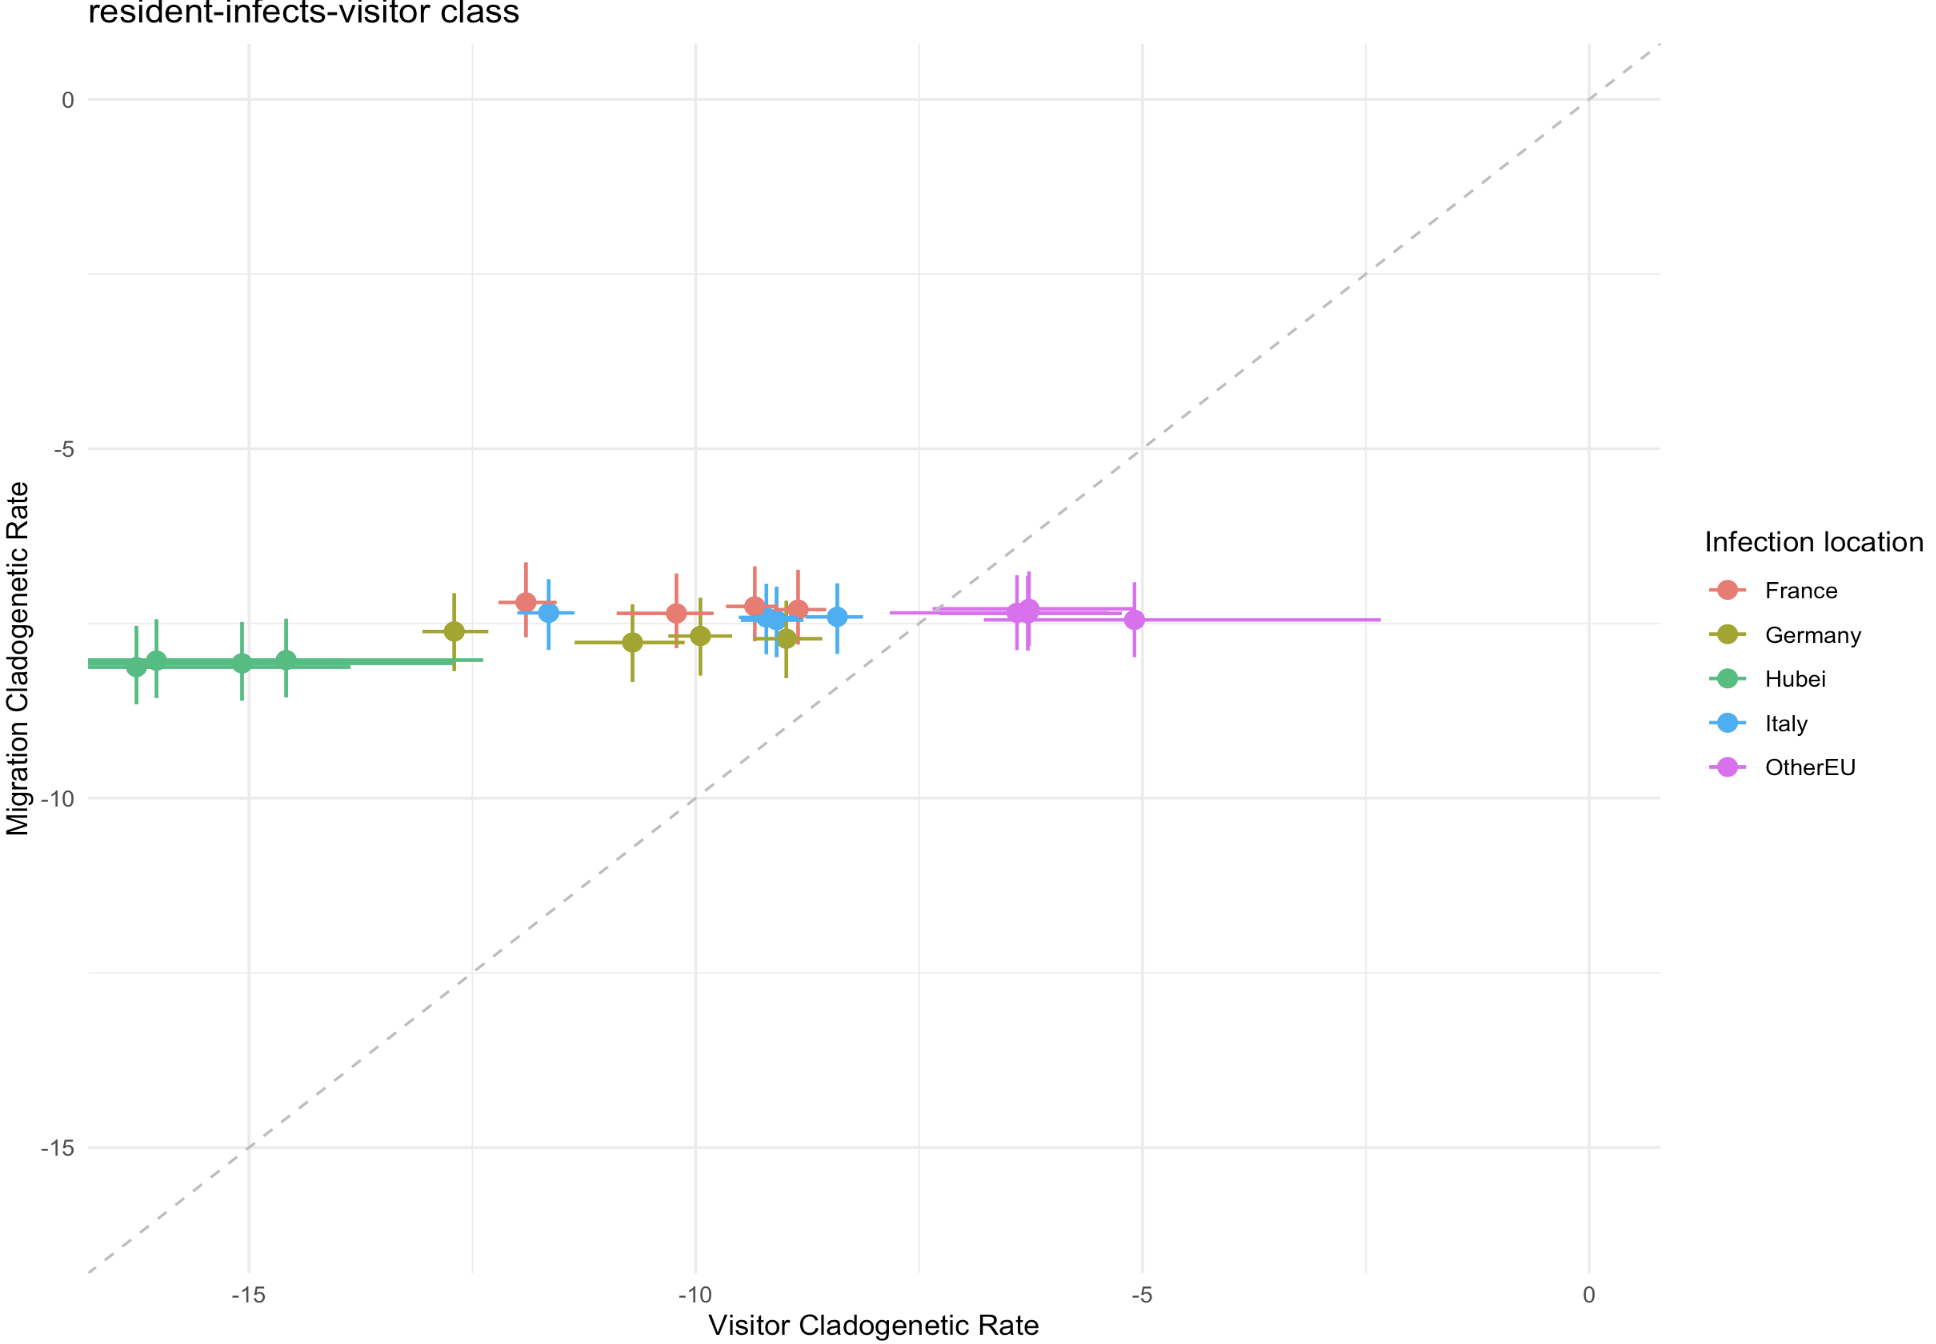 resident-infects-visitor class
0
-5
-10
-15
Migration Cladogenetic Rate
-15
-10
-5
0
Visitor Cladogenetic Rate
Infection location
France
Germany
Hubei
Italy
OtherEU